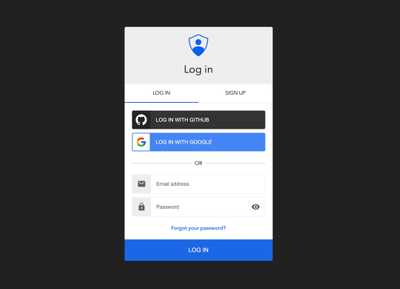 Log in
LOG IN
SIGN UP
LOG IN WITH GITHUB
LOG IN WITH GOOGLE
OR
Email address
Password
Forgot your password?
LOG IN